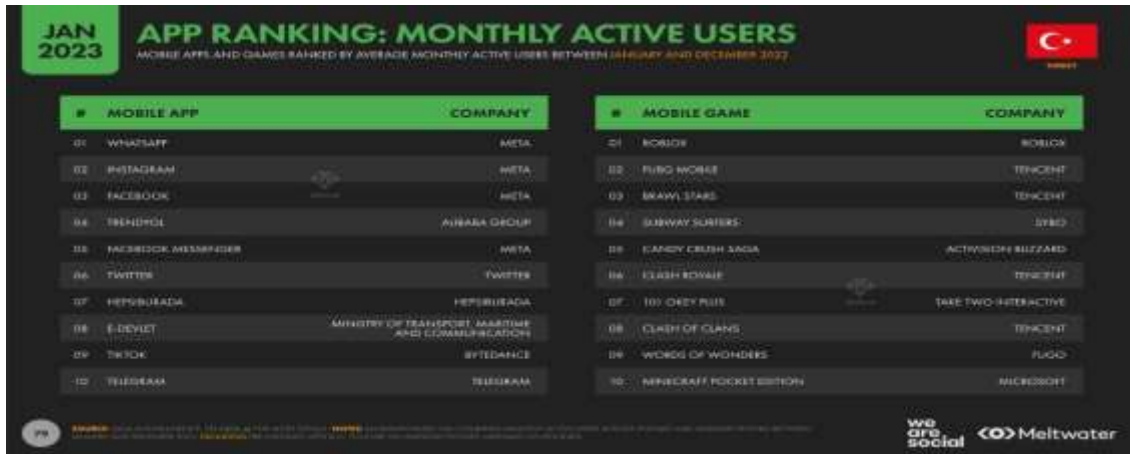 JAN
2023
APP RANKING: MONTHLY ACTIVE USERS
MOBILE APPS AND GAMES RANKED BY AVERAGE MONTHLY ACTIVE USERS BETWEEN JANUARY AND DECEMBER 2022
# MOBILE APP COMPANY
01 WHATSAPP META
02 INSTAGRAM META
03 FACEBOOK META
04 TRENDYOL ALIBABA GROUP
05 FACEBOOK MESSENGER META
06 TWITTER TWITTER
07 HEPSIBURADA HEPSIBURADA
08 E-DEVLET MINISTRY OF TRANSPORT, MARITIME
AND COMMUNICATION
09 TIKTOK BYTEDANCE
10 TELEGRAM TELEGRAM
# MOBILE GAME COMPANY
01 ROBLOX ROBLOX
02 PUBG MOBILE TENCENT
03 BRAWL STARS TENCENT
04 SUBWAY SURFERS SYBO
05 CANDY CRUSH SAGA ACTIVISION BLIZZARD
06 CLASH ROYALE TENCENT
07 101 OKEY PLUS TAKE TWO INTERACTIVE
08 CLASH OF CLANS TENCENT
09 WORDS OF WONDERS FUGO
10 MINECRAFT POCKET EDITION MICROSOFT
79
we
are
social
Meltwater